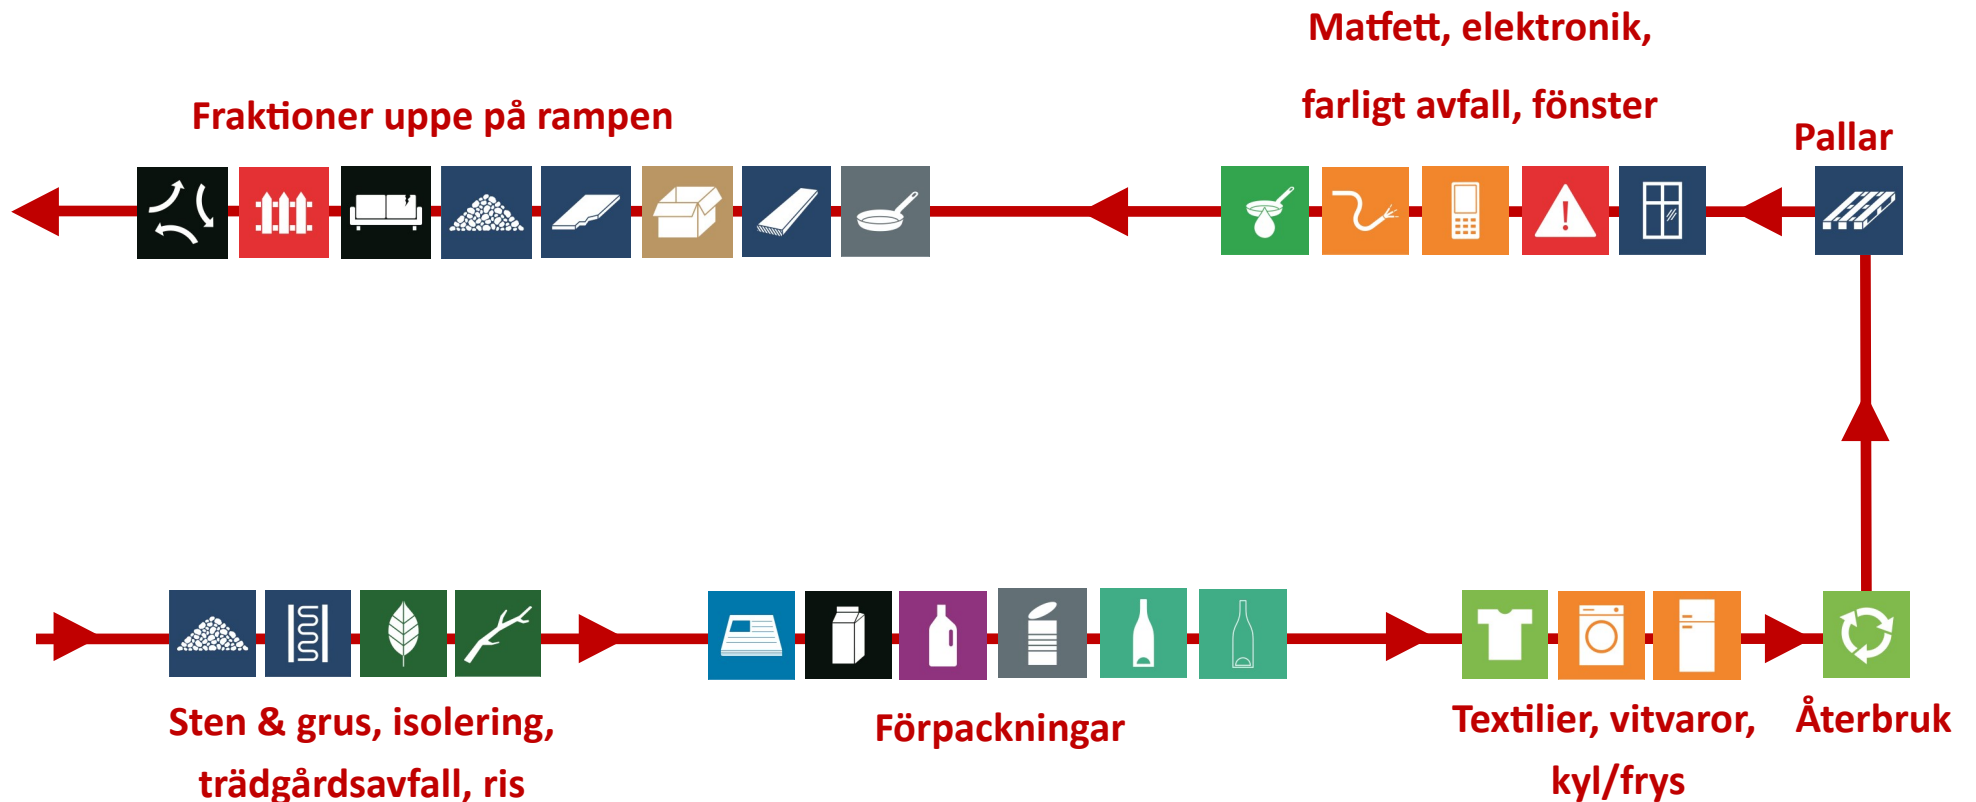 Matfett, elektronik,
farligt avfall, fönster
Fraktioner uppe på rampen
Pallar
Sten & grus, isolering,
trädgårdsavfall, ris
Förpackningar
Textilier, vitvaror,
kyl/frys
Återbruk